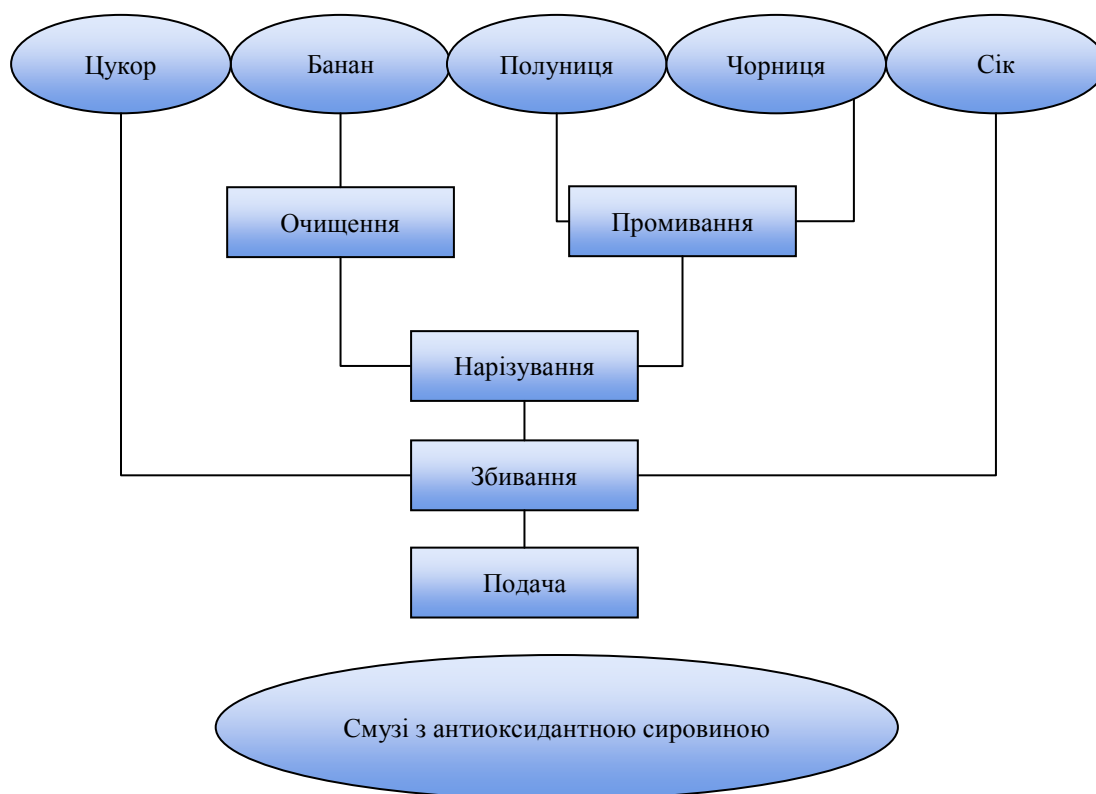 Цукор
Банан
Полуниця
Чорниця
Сік
Очищення
Промивання
Нарізування
Збивання
Подача
Смузі з антиоксидантною сировиною